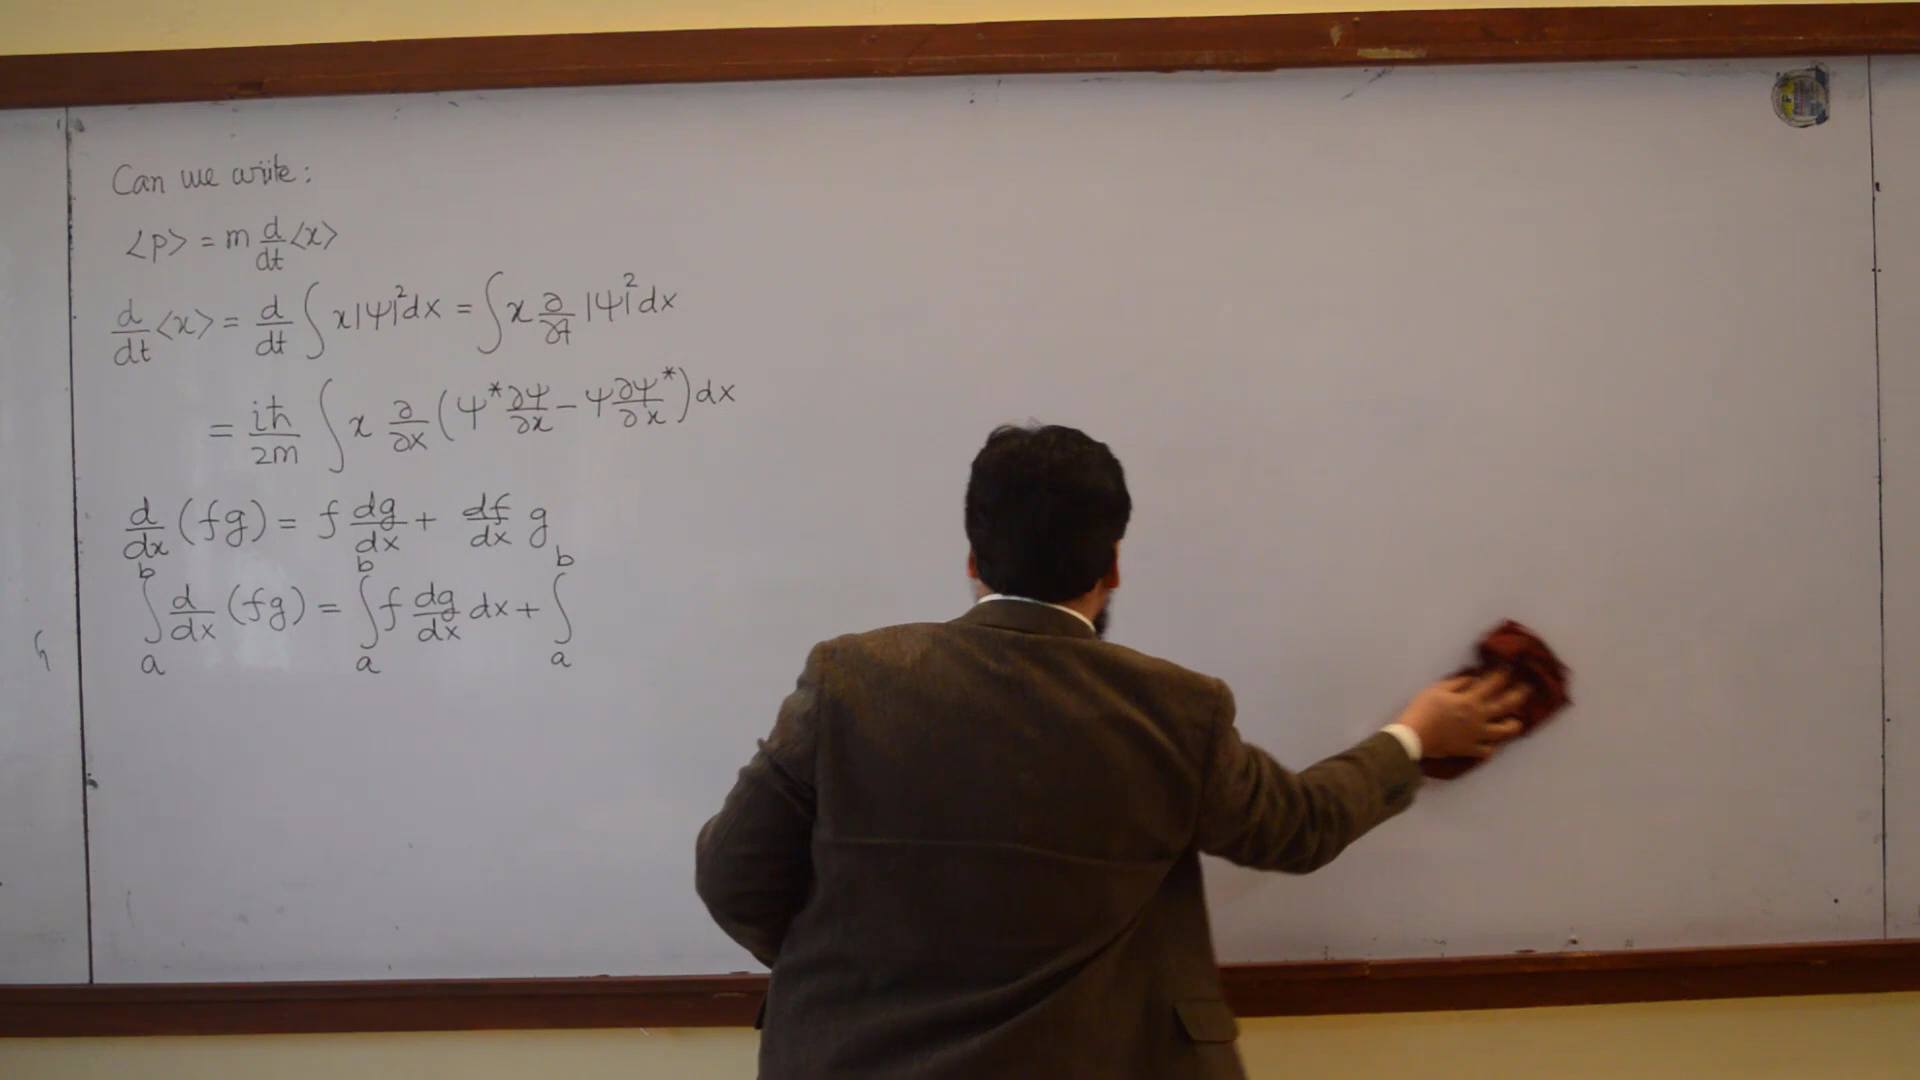 Can we write:
<p> = m d/dt <x>
d/dt <x> = d/dt ∫ x|ψ|² dx = ∫ x ∂/∂t |ψ|² dx
= iħ/2m ∫ x ∂/∂x (ψ* ∂ψ/∂x − ψ ∂ψ*/∂x) dx
d/dx (fg) = f dg/dx + df/dx g
∫_a^b d/dx (fg) = ∫_a^b f dg/dx dx + ∫_a^b